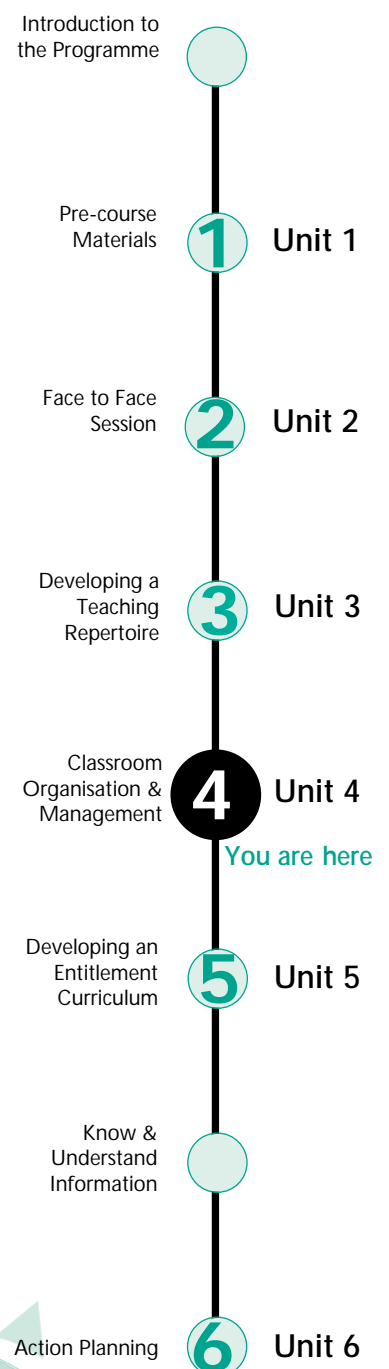 Introduction to
the Programme
Pre-course
Materials
1
Unit 1
Face to Face
Session
2
Unit 2
Developing a
Teaching
Repertoire
3
Unit 3
Classroom
Organisation &
Management
4
Unit 4
You are here
Developing an
Entitlement
Curriculum
5
Unit 5
Know &
Understand
Information
Action Planning
6
Unit 6